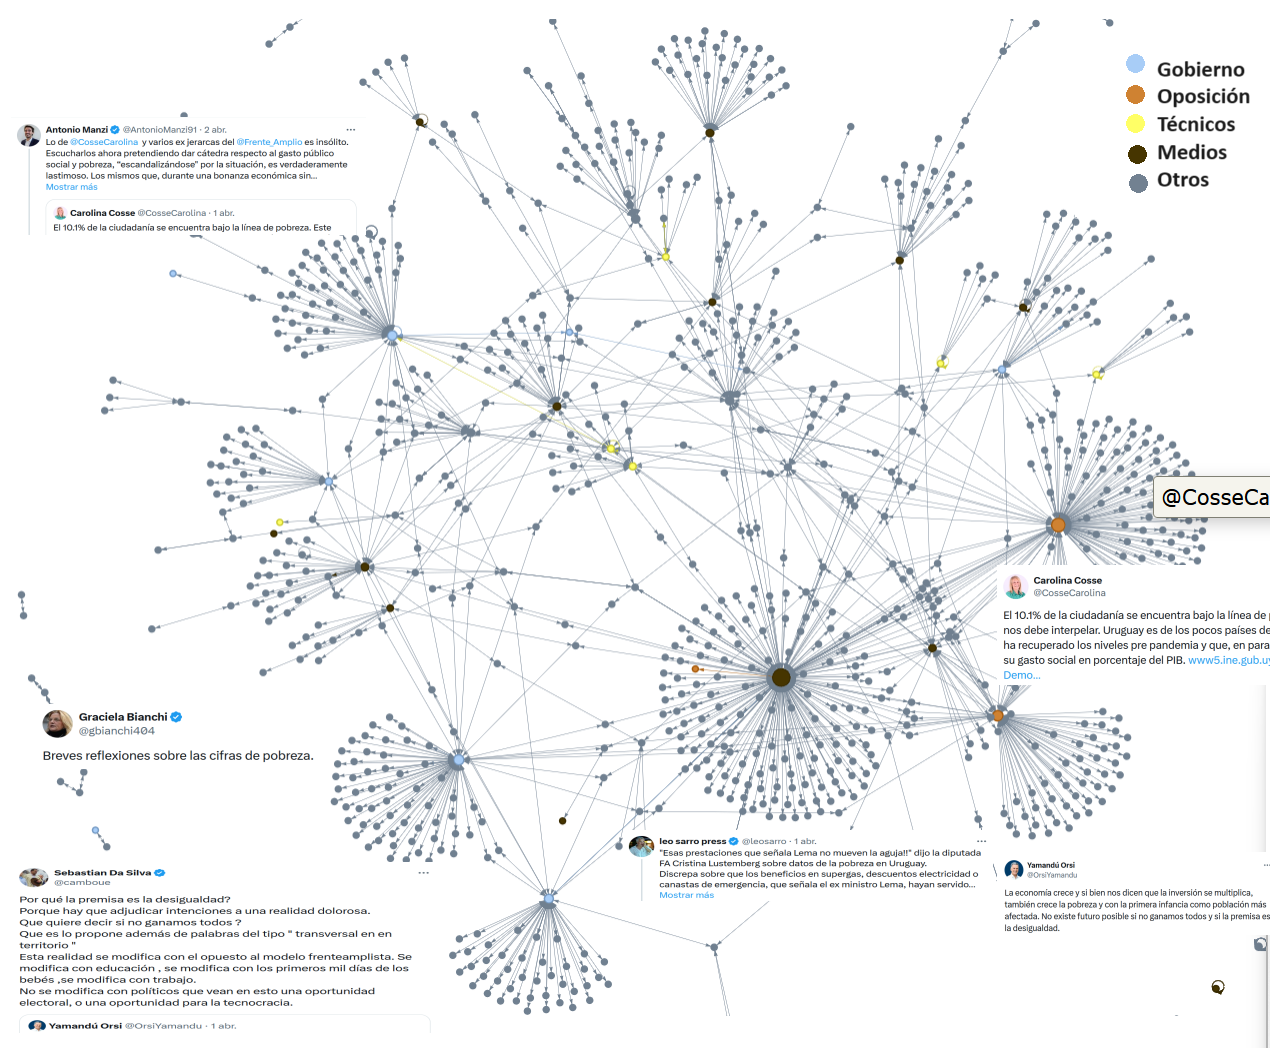 Gobierno
Oposición
Técnicos
Medios
Otros
Antonio Manzi @AntonioManzi91 · 2 abr.
Lo de @CosseCarolina y varios ex jerarcas del @Frente_Amplio es insólito.
Escucharlos ahora pretendiendo dar cátedra respecto al gasto público
social y pobreza, "escandalizándose" por la situación, es verdaderamente
lastimoso. Los mismos que, durante una bonanza económica sin...
Mostrar más
Carolina Cosse @CosseCarolina · 1 abr.
El 10.1% de la ciudadanía se encuentra bajo la línea de pobreza. Este
@CosseCa
Carolina Cosse
@CosseCarolina
El 10.1% de la ciudadanía se encuentra bajo la línea de
nos debe interpelar. Uruguay es de los pocos países de
ha recuperado los niveles pre pandemia y que, en para
su gasto social en porcentaje del PIB. www5.ine.gub.uy
Demo...
Graciela Bianchi
@gbianchi404
Breves reflexiones sobre las cifras de pobreza.
leo sarro press @leosarro · 1 abr.
"Esas prestaciones que señala Lema no mueven la aguja!!" dijo la diputada
FA Cristina Lustemberg sobre datos de la pobreza en Uruguay.
Discrepa sobre que los beneficios en supergas, descuentos electricidad o
canastas de emergencia, que señala el ex ministro Lema, hayan servido...
Mostrar más
Yamandú Orsi
@OrsiYamandu
La economía crece y si bien nos dicen que la inversión se multiplica,
también crece la pobreza y con la primera infancia como población más
afectada. No existe futuro posible si no ganamos todos y si la premisa es
la desigualdad.
Sebastian Da Silva
@camboue
Por qué la premisa es la desigualdad?
Porque hay que adjudicar intenciones a una realidad dolorosa.
Que quiere decir si no ganamos todos ?
Que es lo propone además de palabras del tipo " transversal en en
territorio "
Esta realidad se modifica con el opuesto al modelo frenteamplista. Se
modifica con educación , se modifica con los primeros mil días de los
bebés ,se modifica con trabajo.
No se modifica con políticos que vean en esto una oportunidad
electoral, o una oportunidad para la tecnocracia.
Yamandú Orsi @OrsiYamandu · 1 abr.